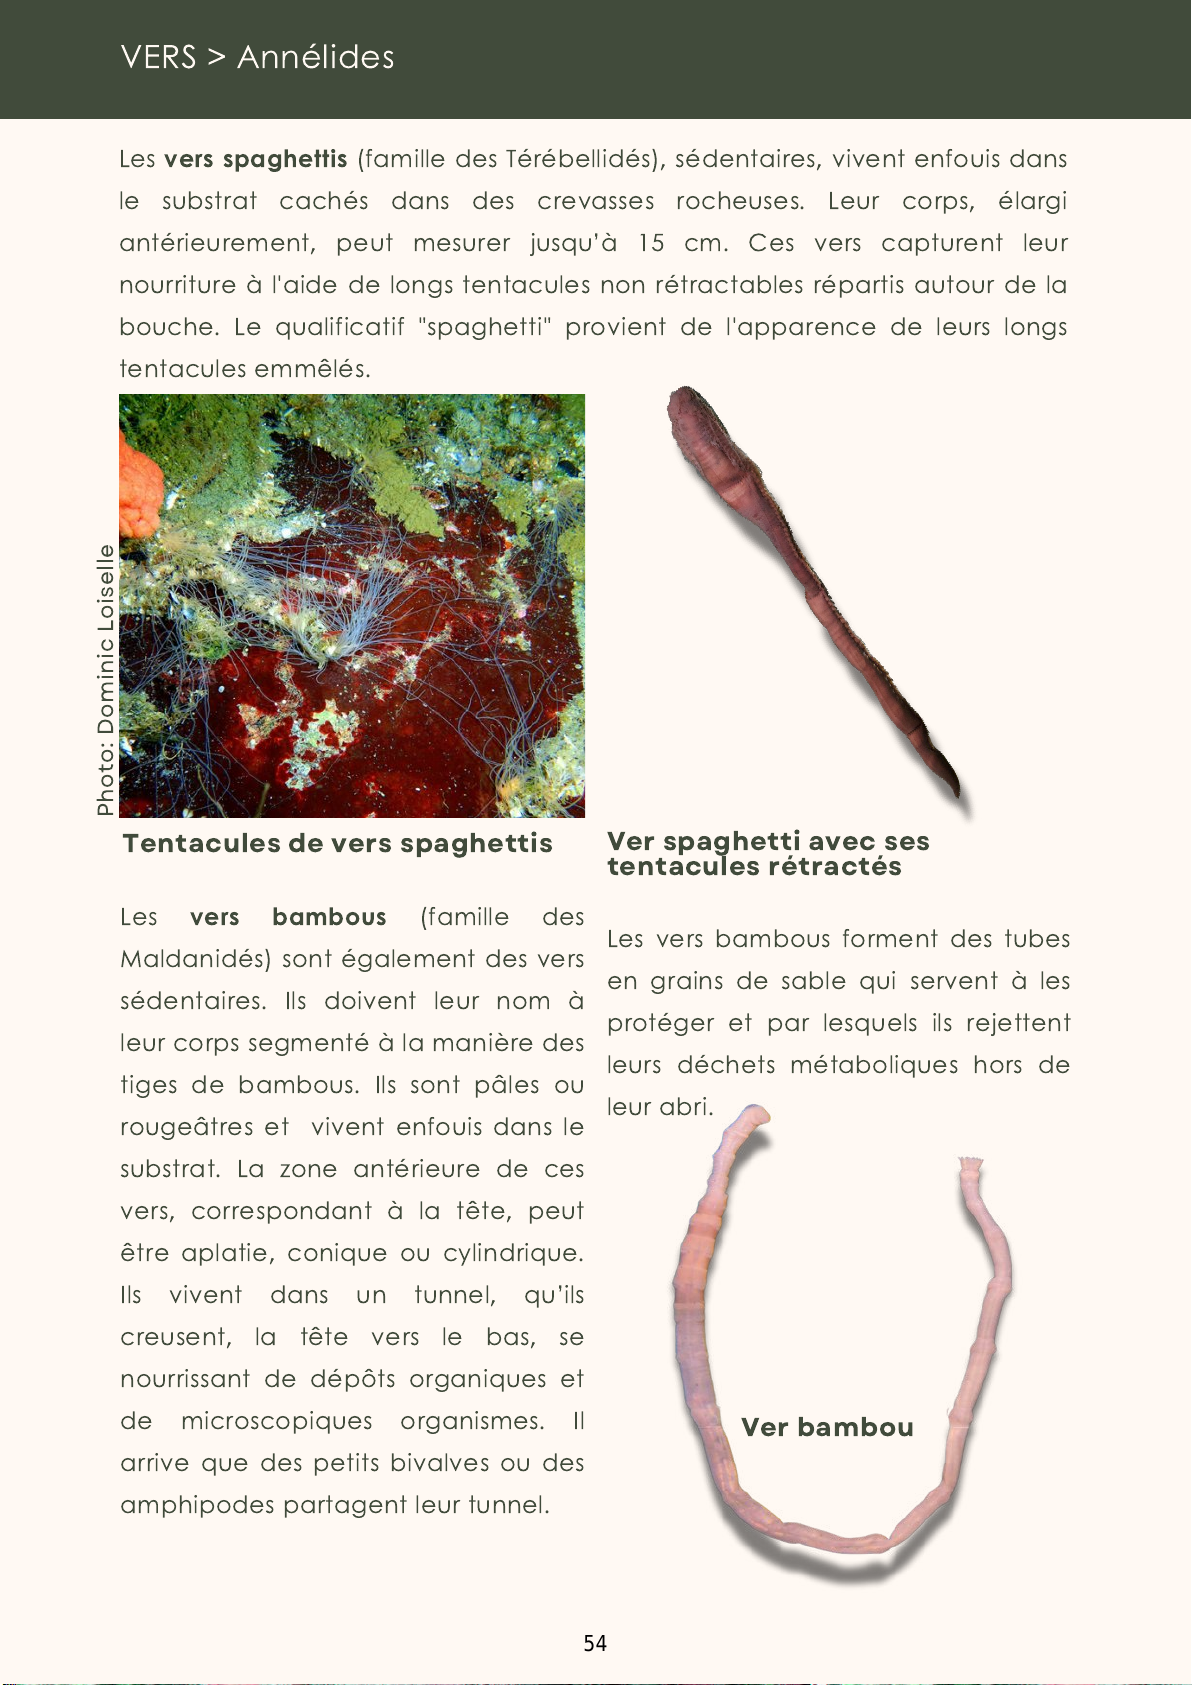 VERS > Annélides
Les vers spaghettis (famille des Térébellidés), sédentaires, vivent enfouis dans
le substrat cachés dans des crevasses rocheuses. Leur corps, élargi
antérieurement, peut mesurer jusqu'à 15 cm. Ces vers capturent leur
nourriture à l'aide de longs tentacules non rétractables répartis autour de la
bouche. Le qualificatif "spaghetti" provient de l'apparence de leurs longs
tentacules emmêlés.
Photo: Dominic Loiselle
Tentacules de vers spaghettis
Ver spaghetti avec ses
tentacules rétractés
Les vers bambous (famille des
Maldanidés) sont également des vers
sédentaires. Ils doivent leur nom à
leur corps segmenté à la manière des
tiges de bambous. Ils sont pâles ou
rougeâtres et vivent enfouis dans le
substrat. La zone antérieure de ces
vers, correspondant à la tête, peut
être aplatie, conique ou cylindrique.
Ils vivent dans un tunnel, qu'ils
creusent, la tête vers le bas, se
nourrissant de dépôts organiques et
de microscopiques organismes. Il
arrive que des petits bivalves ou des
amphipodes partagent leur tunnel.
Les vers bambous forment des tubes
en grains de sable qui servent à les
protéger et par lesquels ils rejettent
leurs déchets métaboliques hors de
leur abri.
Ver bambou
54